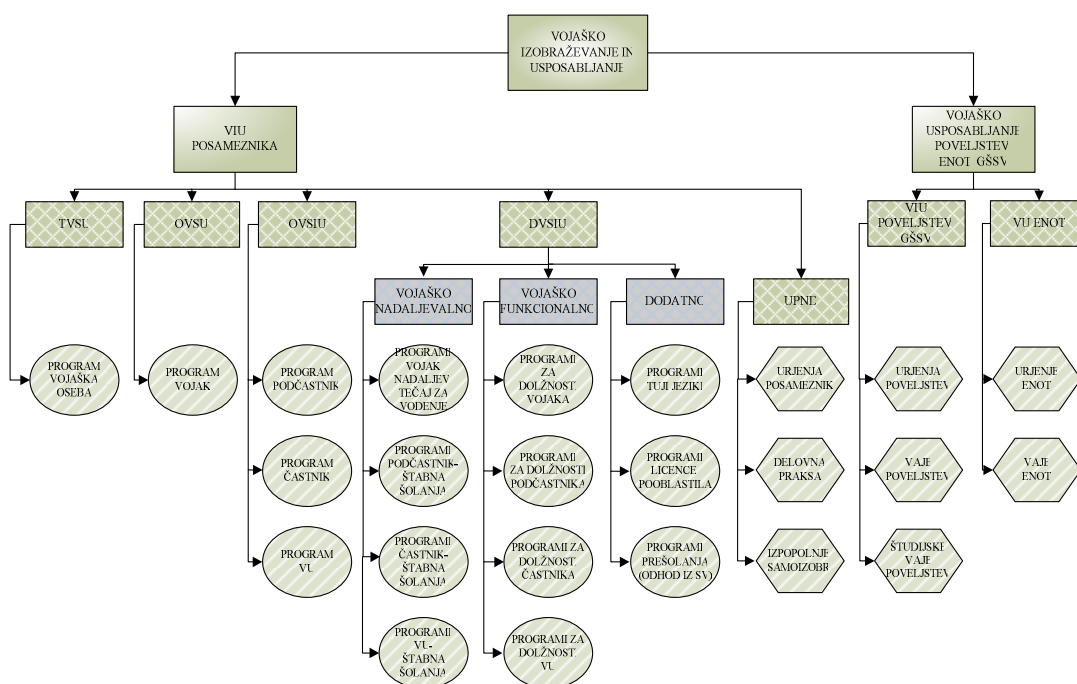 VOJAŠKO
IZOBRAŽEVANJE IN
USPOSABLJANJE
VIU
POSAMEZNIKA
VOJAŠKO
USPOSABLJANJE
POVELJSTEV
ENOT GŠSV
TVSU
OVSU
OVSIU
DVSIU
VIU
POVELJSTEV
GŠSV
VU ENOT
VOJAŠKO
NADALJEVALNO
VOJAŠKO
FUNKCIONALNO
DODATNO
UPNE
PROGRAM
VOJAŠKA
OSEBA
PROGRAM
VOJAK
PROGRAM
PODČASTNIK
PROGRAMI
VOJAK
NADALJEV
TEČAJ ZA
VODENJE
PROGRAMI
ZA
DOLŽNOST
VOJAKA
PROGRAMI
TUJI JEZIKI
URJENJA
POSAMEZNIK
URJENJA
POVELJSTEV
URJENJE
ENOT
PROGRAM
ČASTNIK
PROGRAMI
PODČASTNIK-
ŠTABNA
ŠOLANJA
PROGRAMI
ZA DOLŽNOSTI
PODČASTNIKA
PROGRAMI
LICENCE
POOBLASTILA
DELOVNA
PRAKSA
VAJE
POVELJSTEV
VAJE
ENOT
PROGRAM
VU
PROGRAMI
ČASTNIK-
ŠTABNA
ŠOLANJA
PROGRAMI ZA
DOLŽNOST
ČASTNIKA
PROGRAMI
PREŠOLANJA
(ODHOD IZ SV)
IZPOPOLNJE
SAMOIZOBR
ŠTUDIJSKE
VAJE
POVELJSTEV
PROGRAMI
VU-
ŠTABNA
ŠOLANJA
PROGRAMI ZA
DOLŽNOST
VU